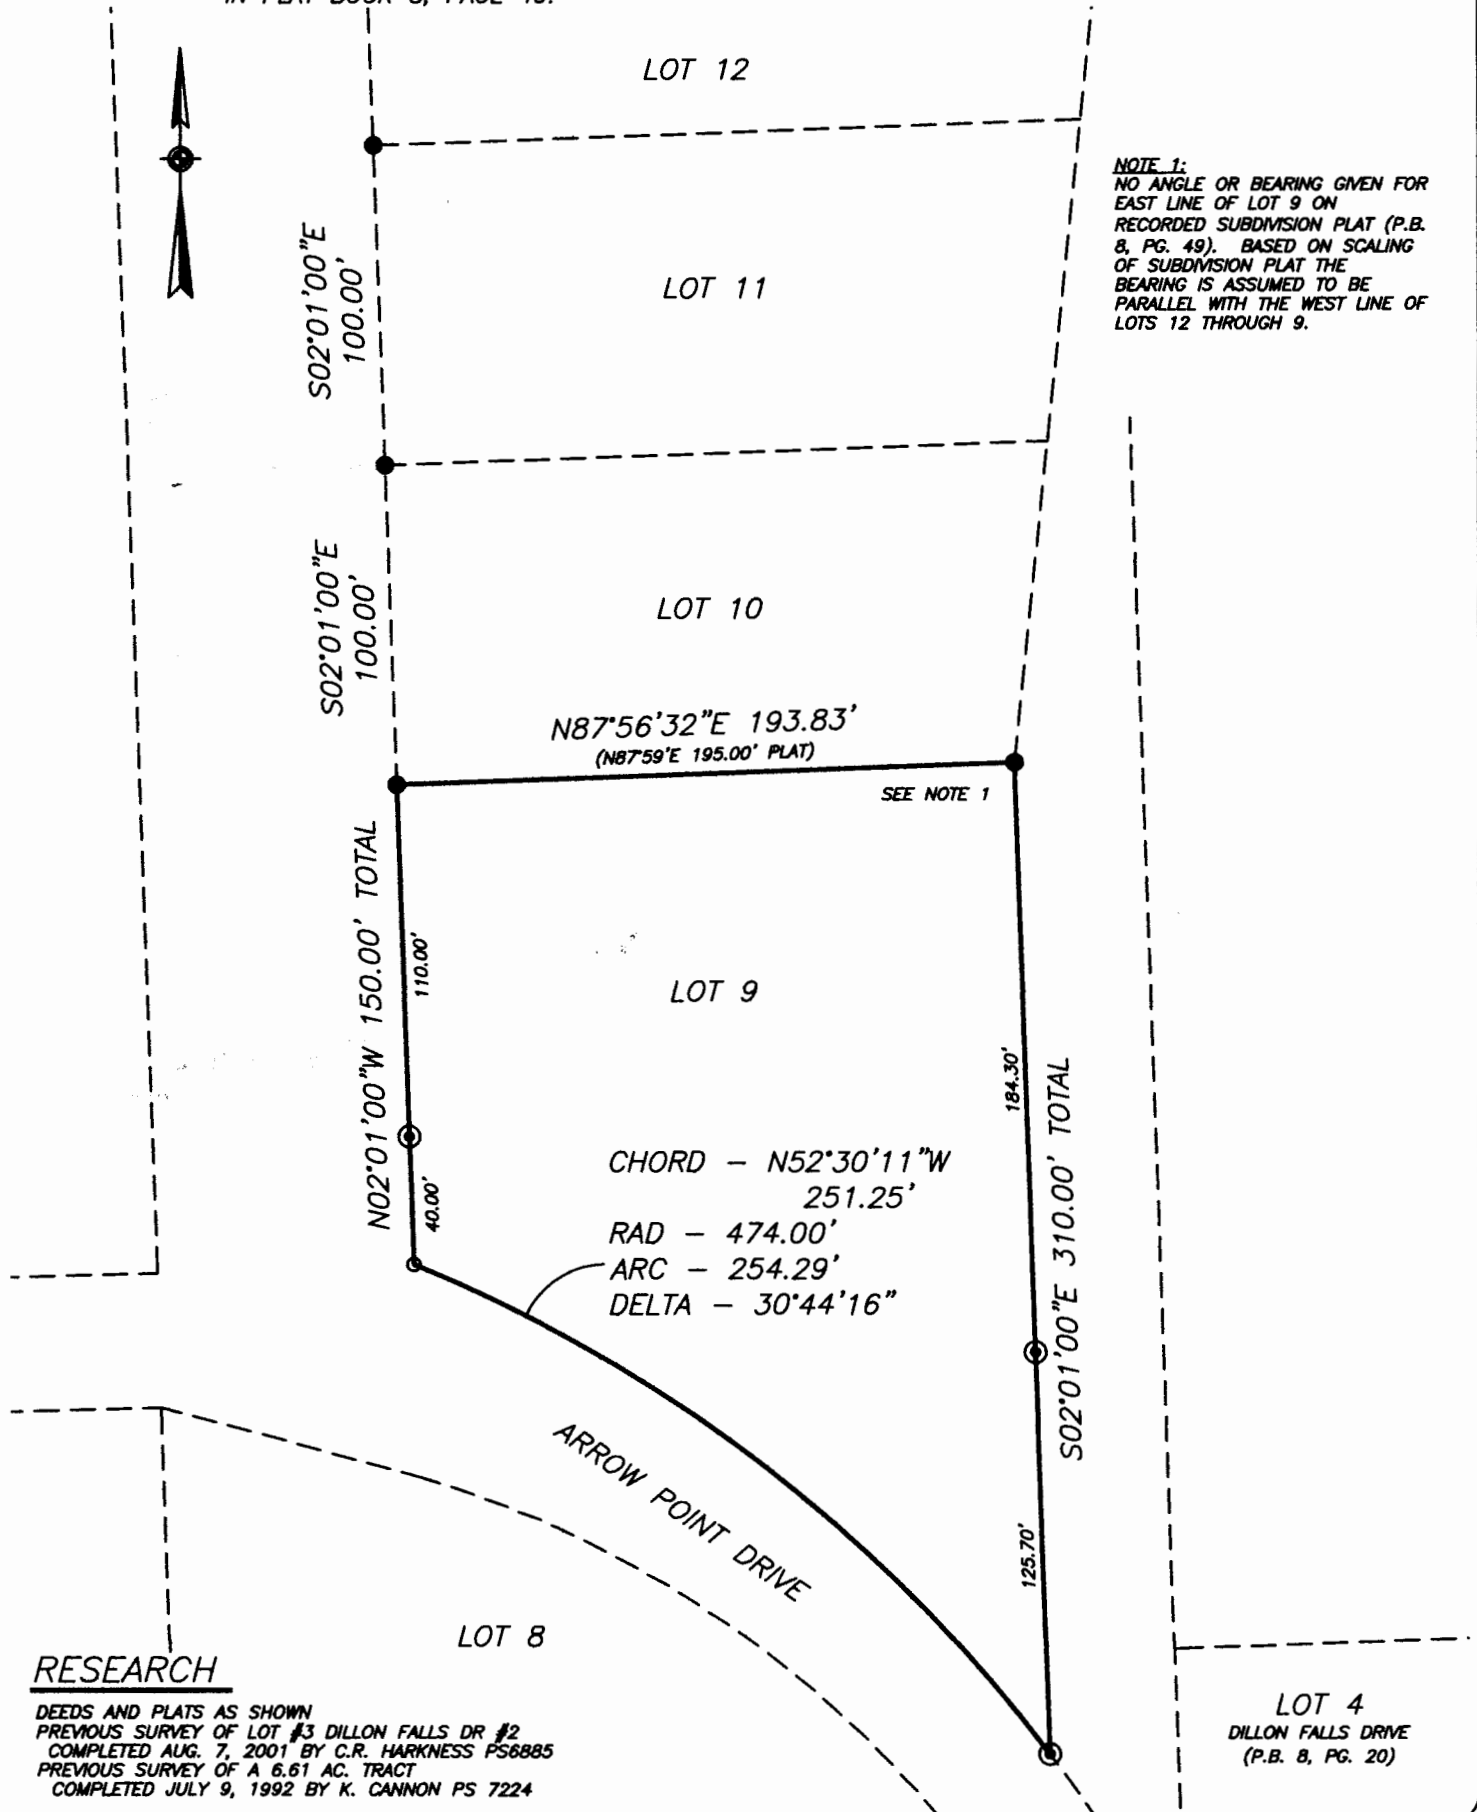 LOT 12
NOTE 1:
NO ANGLE OR BEARING GIVEN FOR
EAST LINE OF LOT 9 ON
RECORDED SUBDIVISION PLAT (P.B.
8, PG. 49). BASED ON SCALING
OF SUBDIVISION PLAT THE
BEARING IS ASSUMED TO BE
PARALLEL WITH THE WEST LINE OF
LOTS 12 THROUGH 9.
S02°01'00"E
100.00'
LOT 11
S02°01'00"E
100.00'
LOT 10
N87°56'32"E 193.83'
(N87°59'E 195.00' PLAT)
SEE NOTE 1
N02°01'00"W 150.00' TOTAL
110.00'
40.00'
LOT 9
184.30'
S02°01'00"E 310.00' TOTAL
125.70'
CHORD – N52°30'11"W
251.25'
RAD – 474.00'
ARC – 254.29'
DELTA – 30°44'16"
ARROW POINT DRIVE
LOT 8
RESEARCH
DEEDS AND PLATS AS SHOWN
PREVIOUS SURVEY OF LOT #3 DILLON FALLS DR #2
COMPLETED AUG. 7, 2001 BY C.R. HARKNESS PS6885
PREVIOUS SURVEY OF A 6.61 AC. TRACT
COMPLETED JULY 9, 1992 BY K. CANNON PS 7224
LOT 4
DILLON FALLS DRIVE
(P.B. 8, PG. 20)